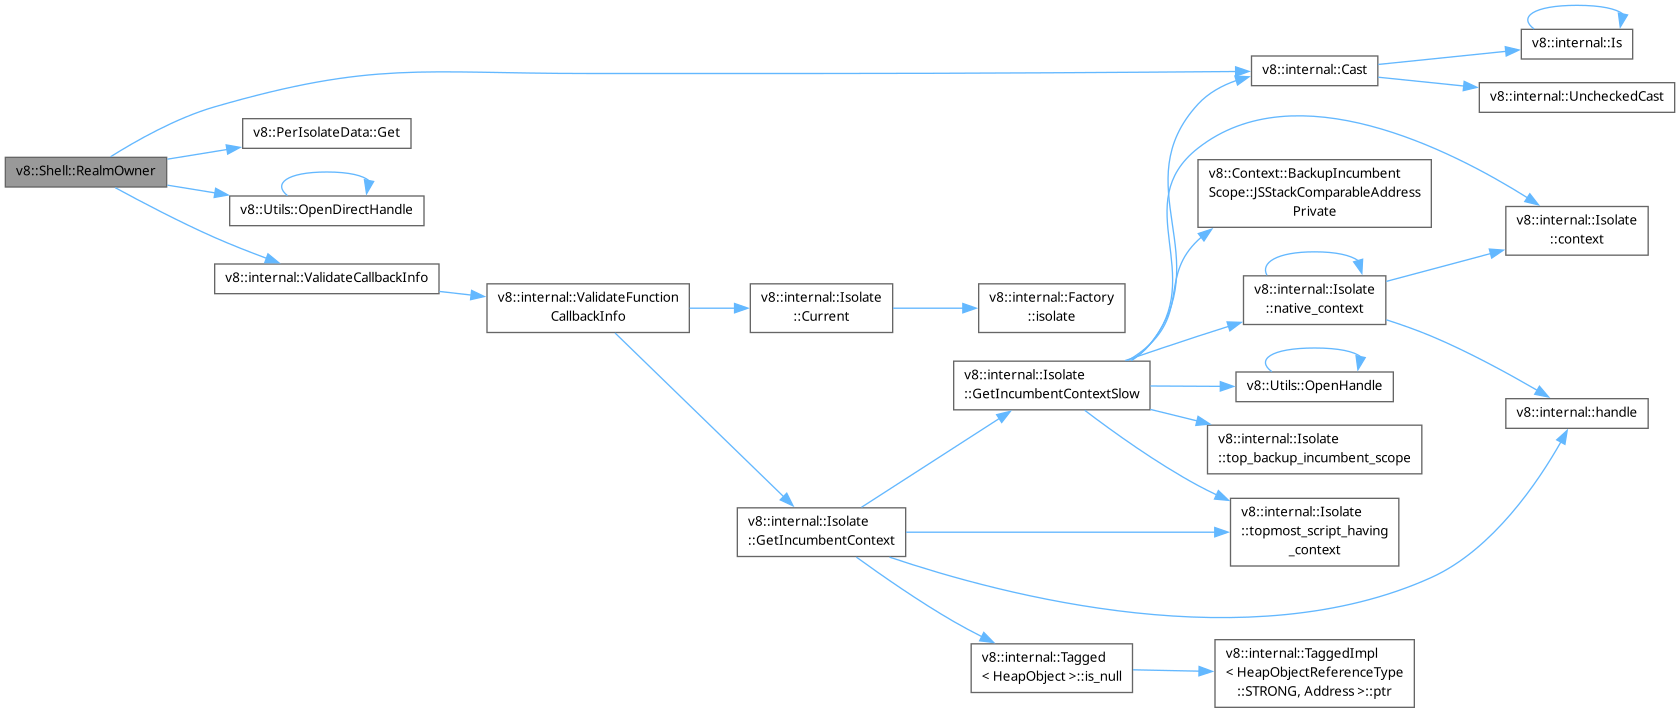 v8::Shell::RealmOwner
v8::PerIsolateData::Get
v8::Utils::OpenDirectHandle
v8::internal::ValidateCallbackInfo
v8::internal::ValidateFunction
CallbackInfo
v8::internal::Isolate
::Current
v8::internal::Factory
::isolate
v8::internal::Isolate
::GetIncumbentContext
v8::internal::Isolate
::GetIncumbentContextSlow
v8::internal::Tagged
< HeapObject >::is_null
v8::internal::Cast
v8::Context::BackupIncumbent
Scope::JSStackComparableAddress
Private
v8::internal::Isolate
::native_context
v8::Utils::OpenHandle
v8::internal::Isolate
::top_backup_incumbent_scope
v8::internal::Isolate
::topmost_script_having
_context
v8::internal::TaggedImpl
< HeapObjectReferenceType
::STRONG, Address >::ptr
v8::internal::Is
v8::internal::UncheckedCast
v8::internal::Isolate
::context
v8::internal::handle